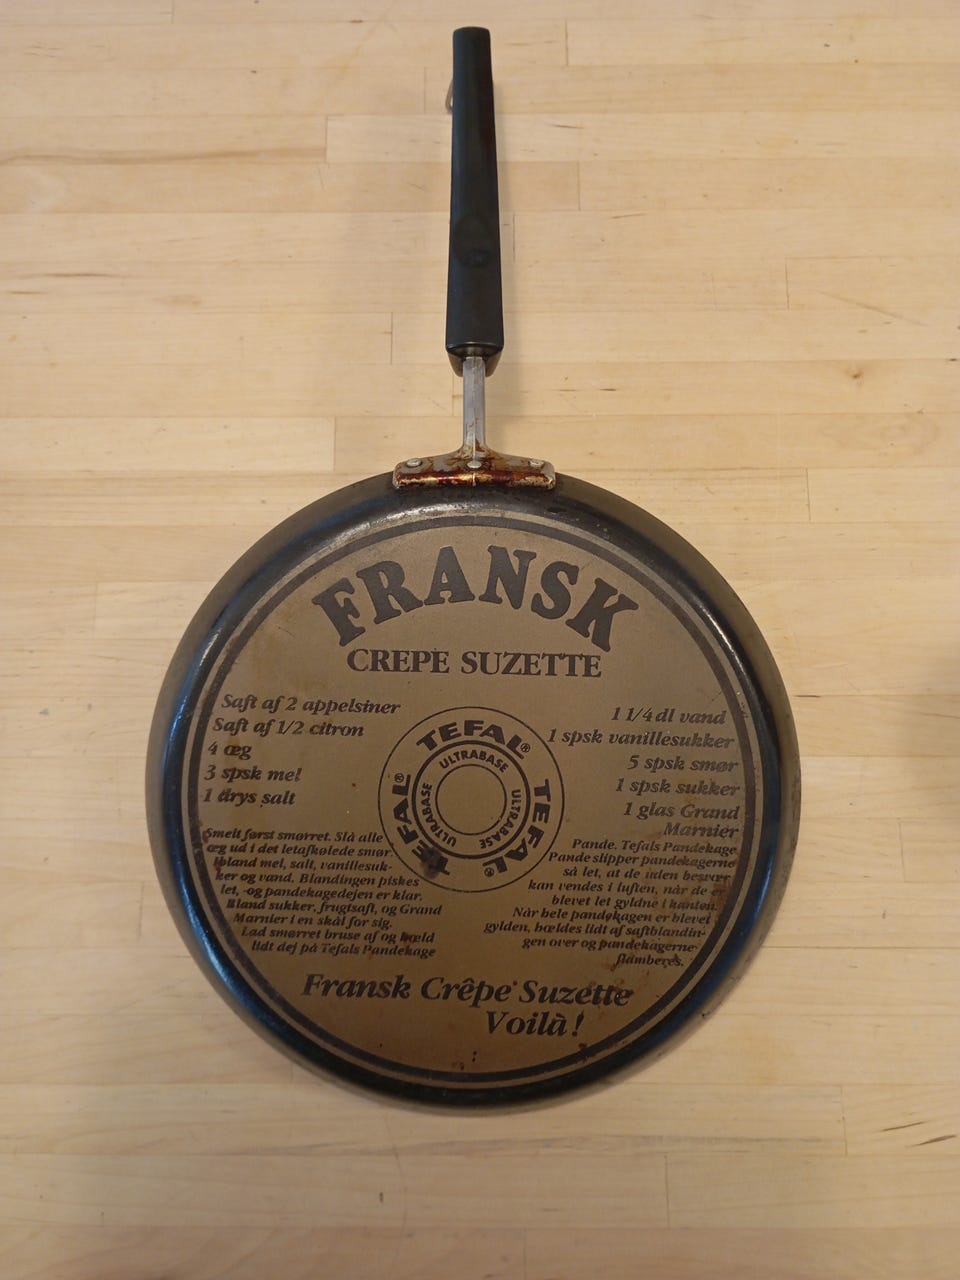 FRANSK
CREPE SUZETTE
Saft af 2 appelsiner
Saft af 1/2 citron
4 æg
3 spsk mel
1 drys salt
1 1/4 dl vand
1 spsk vanillesukker
5 spsk smør
1 spsk sukker
1 glas Grand
Marnier
TEFAL®
TEFAL®
TEFAL®
ULTRABASE
ULTRABASE
ULTRABASE
Smelt først smørret. Slå alle
æg ud i det letafkølede smør.
Ibland mel, salt, vanillesuk-
ker og vand. Blandingen piskes
let, -og pandekagedejen er klar.
Bland sukker, frugtsaft, og Grand
Marnier i en skål for sig.
Lad smørret bruse af og hæld
lidt dej på Tefals Pandekage
Pande. Tefals Pandekage
Pande slipper pandekagerne
så let, at de uden besvær
kan vendes i luften, når de er
blevet let gyldne i kanten.
Når hele pandekagen er blevet
gylden, hældes lidt af saftblandin-
gen over og pandekagerne
flamberes.
Fransk Crêpe Suzette
Voilà!